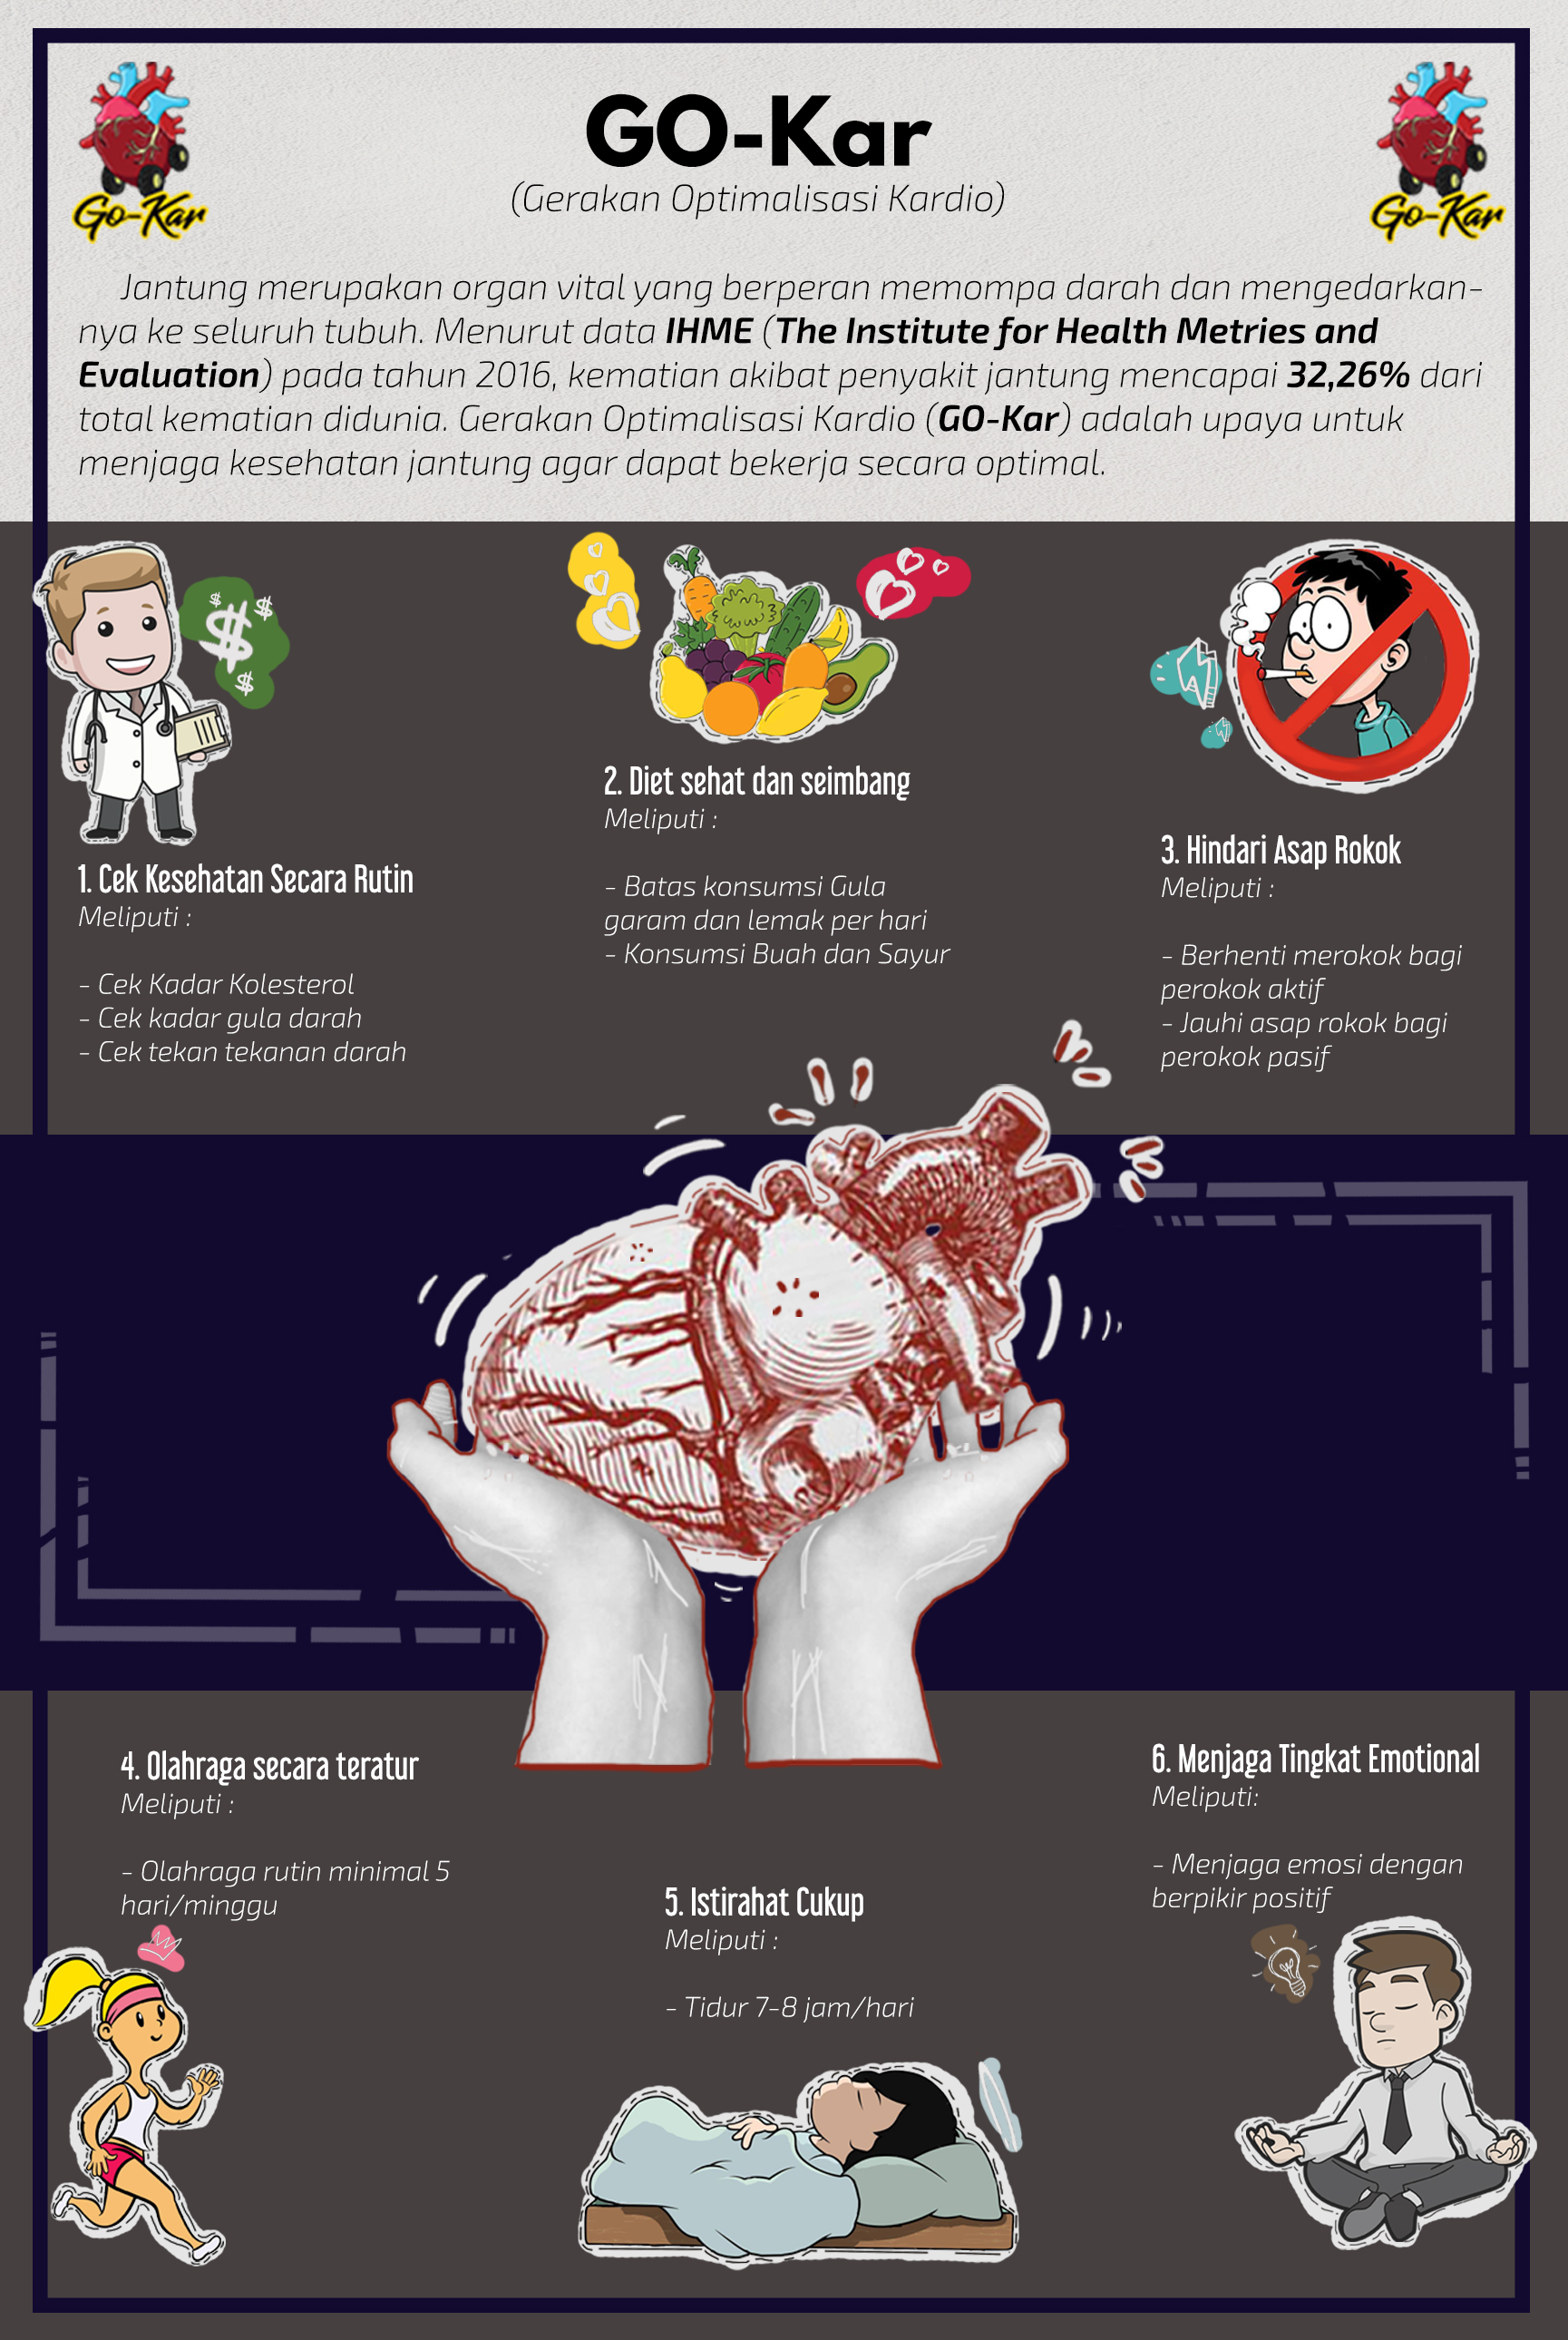 Go-Kar
GO-Kar
(Gerakan Optimalisasi Kardio)
Go-Kar
Jantung merupakan organ vital yang berperan memompa darah dan mengedarkan-
nya ke seluruh tubuh. Menurut data IHME (The Institute for Health Metries and
Evaluation) pada tahun 2016, kematian akibat penyakit jantung mencapai 32,26% dari
total kematian didunia. Gerakan Optimalisasi Kardio (GO-Kar) adalah upaya untuk
menjaga kesehatan jantung agar dapat bekerja secara optimal.
1. Cek Kesehatan Secara Rutin
Meliputi :
- Cek Kadar Kolesterol
- Cek kadar gula darah
- Cek tekan tekanan darah
2. Diet sehat dan seimbang
Meliputi :
- Batas konsumsi Gula
garam dan lemak per hari
- Konsumsi Buah dan Sayur
3. Hindari Asap Rokok
Meliputi :
- Berhenti merokok bagi
perokok aktif
- Jauhi asap rokok bagi
perokok pasif
4. Olahraga secara teratur
Meliputi :
- Olahraga rutin minimal 5
hari/minggu
5. Istirahat Cukup
Meliputi :
- Tidur 7-8 jam/hari
6. Menjaga Tingkat Emotional
Meliputi:
- Menjaga emosi dengan
berpikir positif